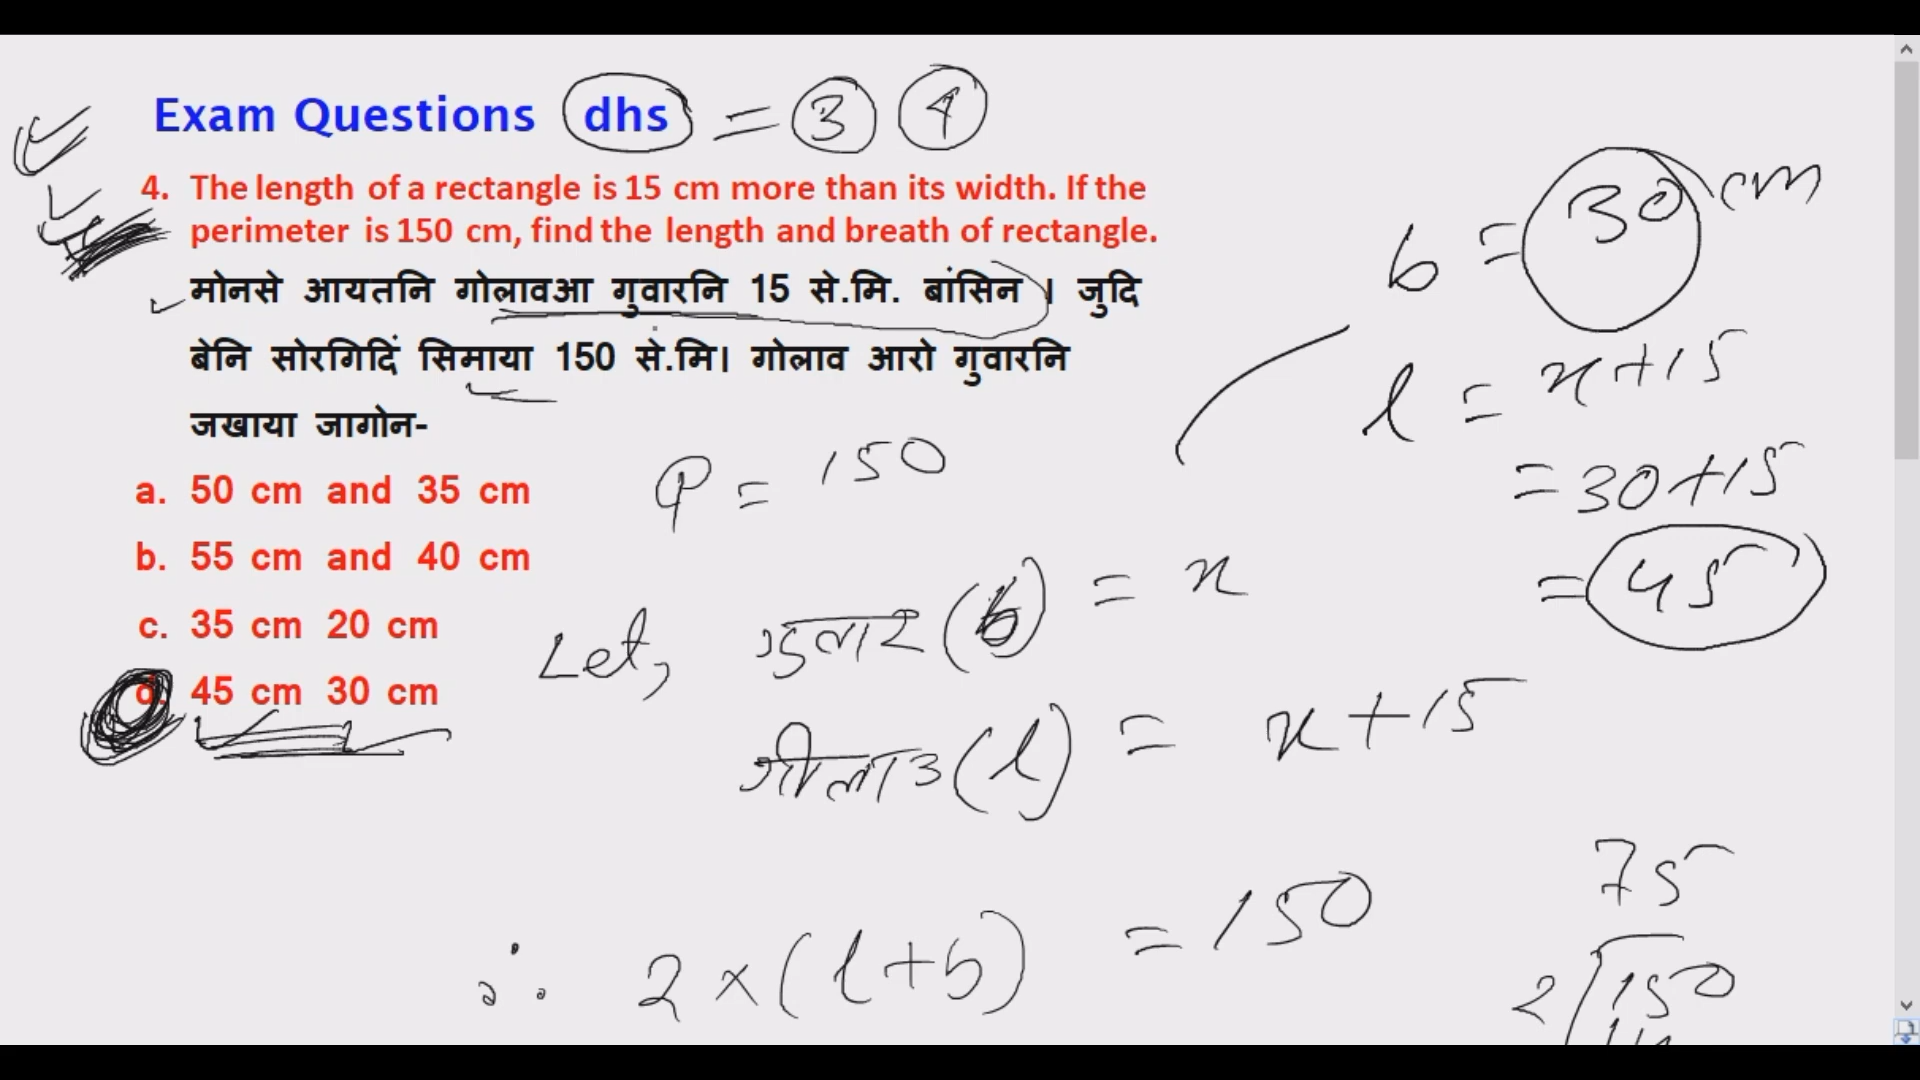 Exam Questions dhs = 3 4
4. The length of a rectangle is 15 cm more than its width. If the
perimeter is 150 cm, find the length and breath of rectangle.
मोनसे आयतनि गोलावआ गुवारनि 15 से.मि. बांसिन । जुदि
बेनि सोरगिदिं सिमाया 150 से.मि। गोलाव आरो गुवारनि
जखाया जागोन-
a. 50 cm and 35 cm
b. 55 cm and 40 cm
c. 35 cm 20 cm
d. 45 cm 30 cm
P = 150
Let, गुवार (b) = x
गोलाउ (l) = x+15
∴ 2 × (l+b) = 150
b = 30 cm
l = x+15
= 30+15
= 45
75
2 150